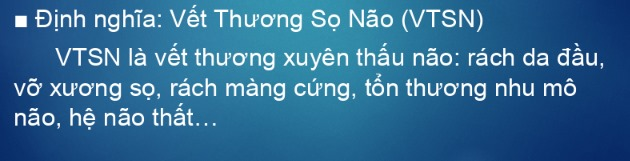 ■ Định nghĩa: Vết Thương Sọ Não (VTSN)
VTSN là vết thương xuyên thấu não: rách da đầu,
vỡ xương sọ, rách màng cứng, tổn thương nhu mô
não, hệ não thất…